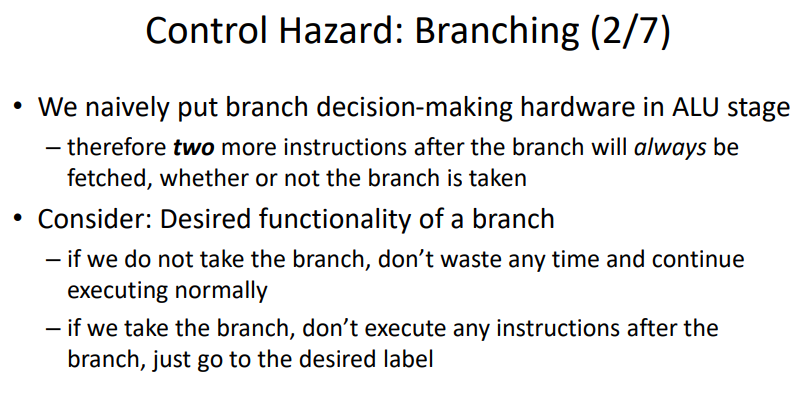 Control Hazard: Branching (2/7)
• We naively put branch decision-making hardware in ALU stage
– therefore two more instructions after the branch will always be
fetched, whether or not the branch is taken
• Consider: Desired functionality of a branch
– if we do not take the branch, don’t waste any time and continue
executing normally
– if we take the branch, don’t execute any instructions after the
branch, just go to the desired label